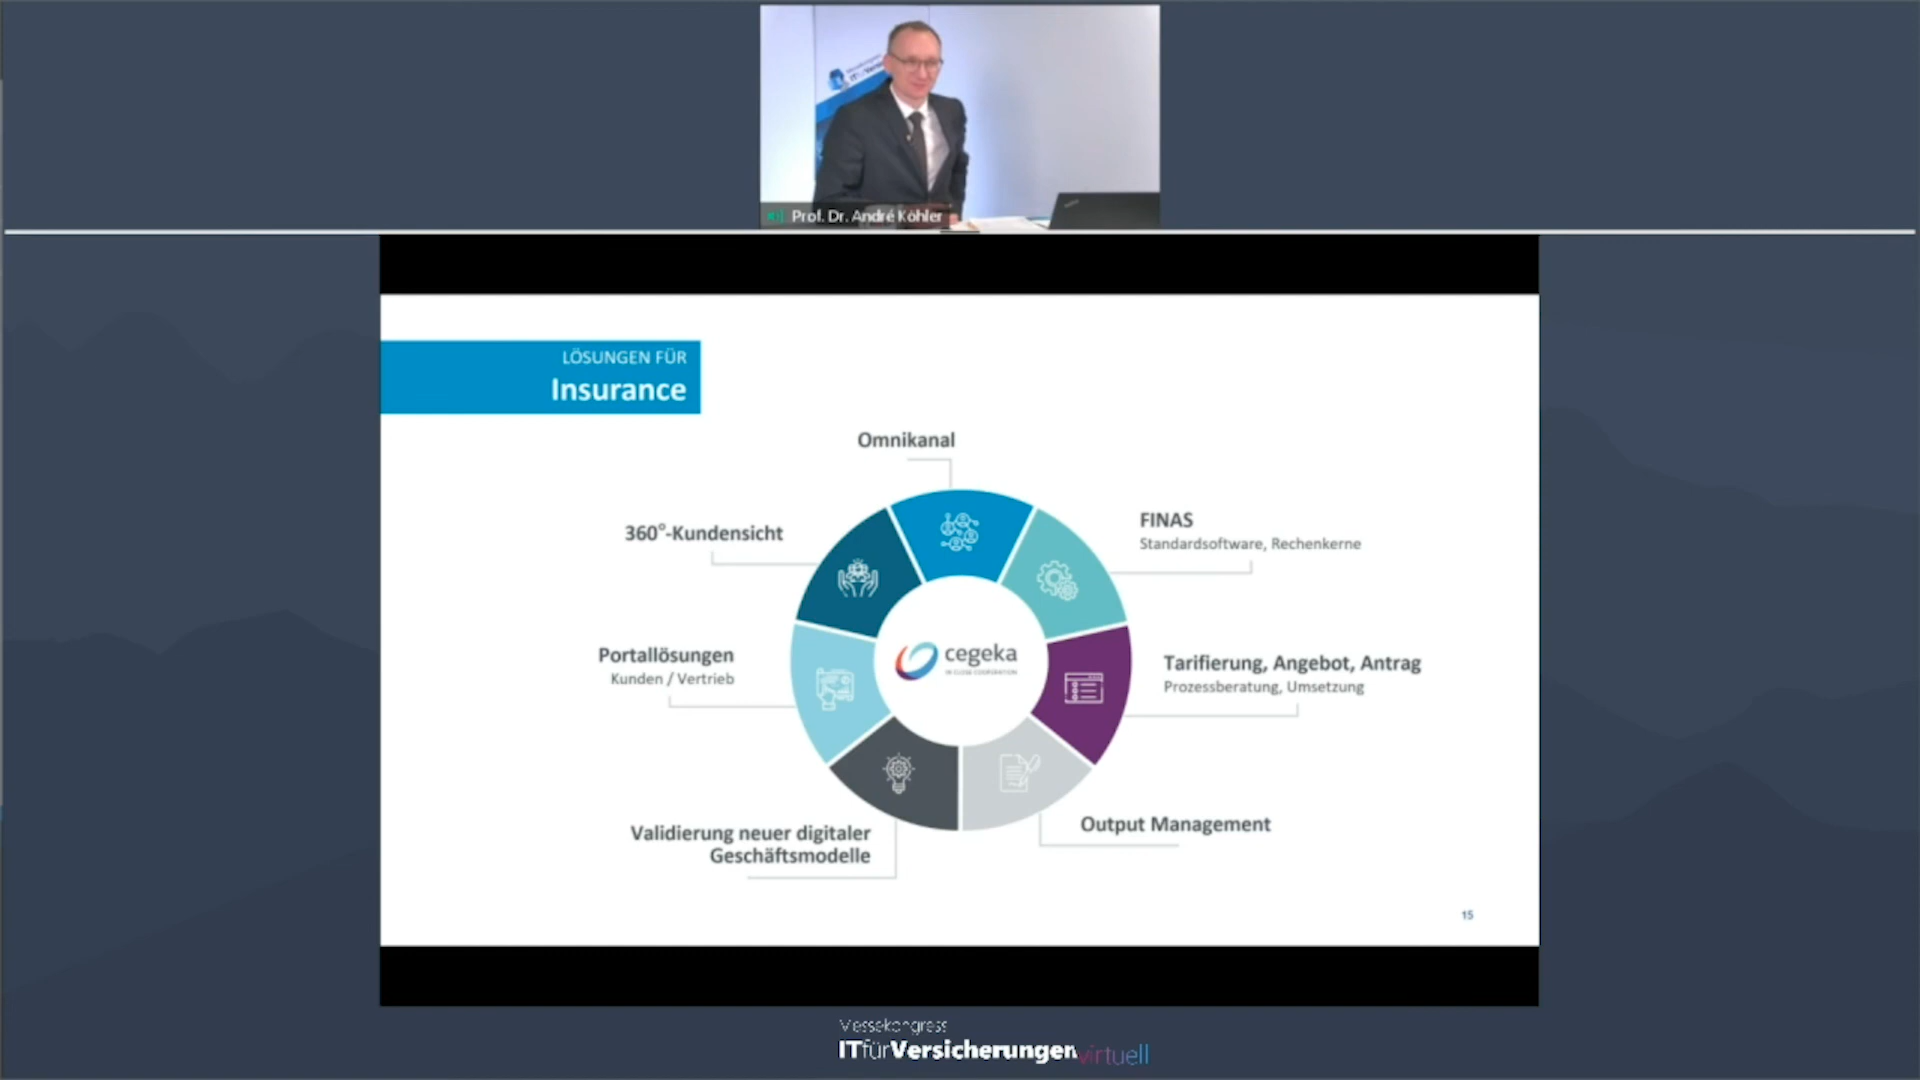 Prof. Dr. André Köhler
LÖSUNGEN FÜR
Insurance
Omnikanal
360°-Kundensicht
FINAS
Standardsoftware, Rechenkerne
Portallösungen
Kunden / Vertrieb
cegeka
IN CLOSE COOPERATION
Tarifierung, Angebot, Antrag
Prozessberatung, Umsetzung
Validierung neuer digitaler
Geschäftsmodelle
Output Management
15
Messekongress
ITfürVersicherungen virtuell